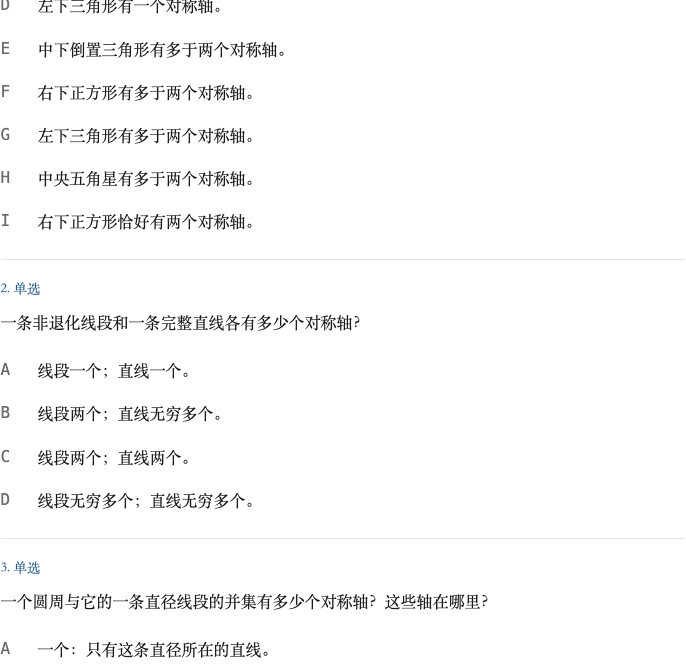 D 左下三角形有一个对称轴。
E 中下倒置三角形有多于两个对称轴。
F 右下正方形有多于两个对称轴。
G 左下三角形有多于两个对称轴。
H 中央五角星有多于两个对称轴。
I 右下正方形恰好有两个对称轴。
2. 单选
一条非退化线段和一条完整直线各有多少个对称轴？
A 线段一个；直线一个。
B 线段两个；直线无穷多个。
C 线段两个；直线两个。
D 线段无穷多个；直线无穷多个。
3. 单选
一个圆周与它的一条直径线段的并集有多少个对称轴？这些轴在哪里？
A 一个：只有这条直径所在的直线。